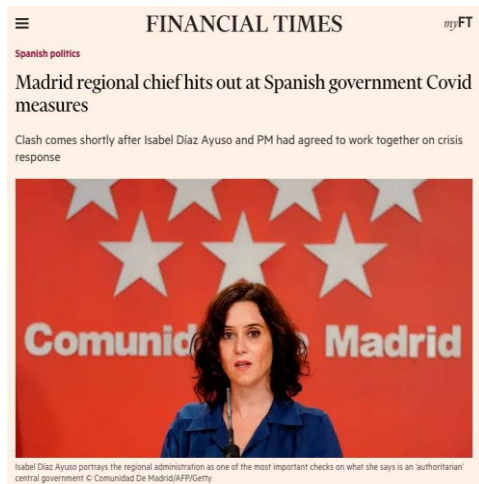 FINANCIAL TIMES
myFT
Spanish politics
Madrid regional chief hits out at Spanish government Covid
measures
Clash comes shortly after Isabel Díaz Ayuso and PM had agreed to work together on crisis
response
Comunid Madrid
Isabel Díaz Ayuso portrays the regional administration as one of the most important checks on what she says is an 'authoritarian'
central government © Comunidad De Madrid/AFP/Getty